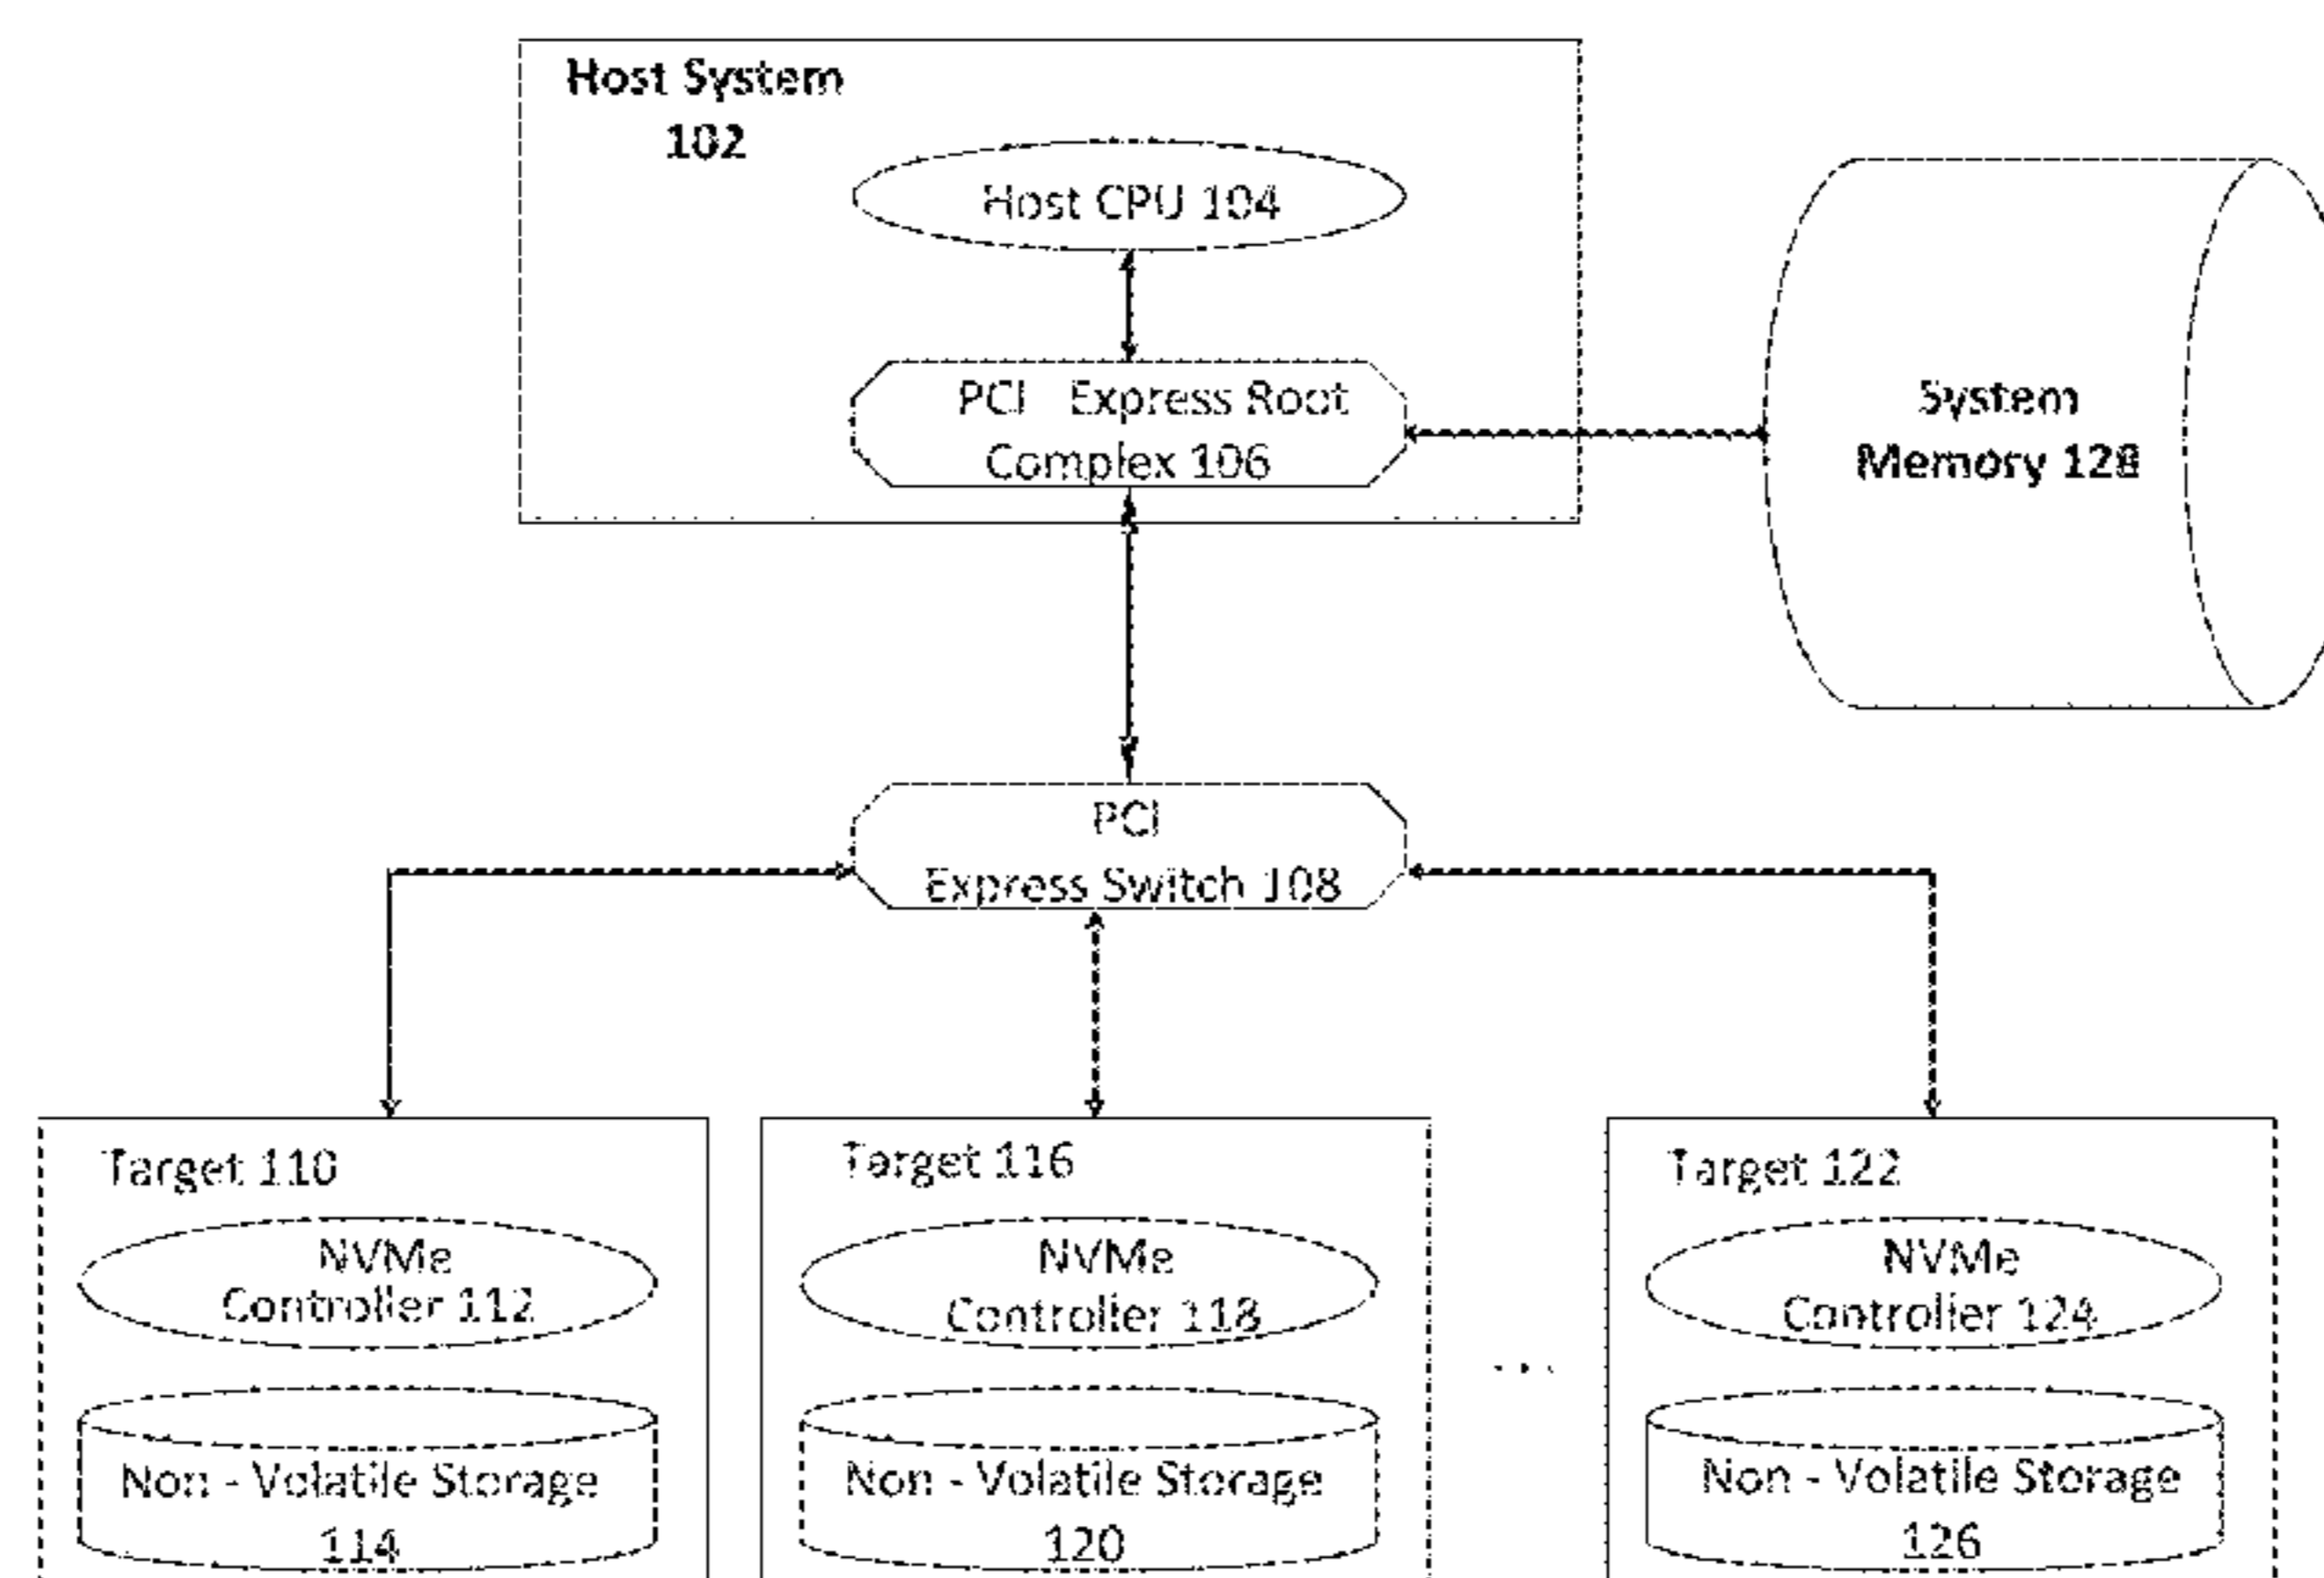 Host System
102
Host CPU 104
PCI Express Root
Complex 106
System
Memory 128
PCI
Express Switch 108
Target 110
NVMe
Controller 112
Non - Volatile Storage
114
Target 116
NVMe
Controller 118
Non - Volatile Storage
120
...
Target 122
NVMe
Controller 124
Non - Volatile Storage
126